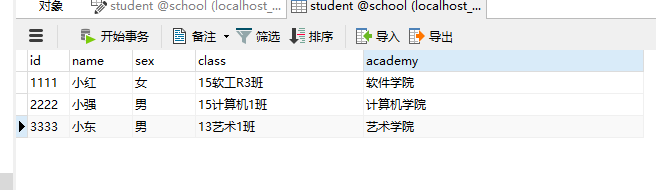 对象 student @school (localhost_... student @school (localhost_...
开始事务 备注 筛选 排序 导入 导出
id name sex class academy
1111 小红 女 15软工R3班 软件学院
2222 小强 男 15计算机1班 计算机学院
3333 小东 男 13艺术1班 艺术学院